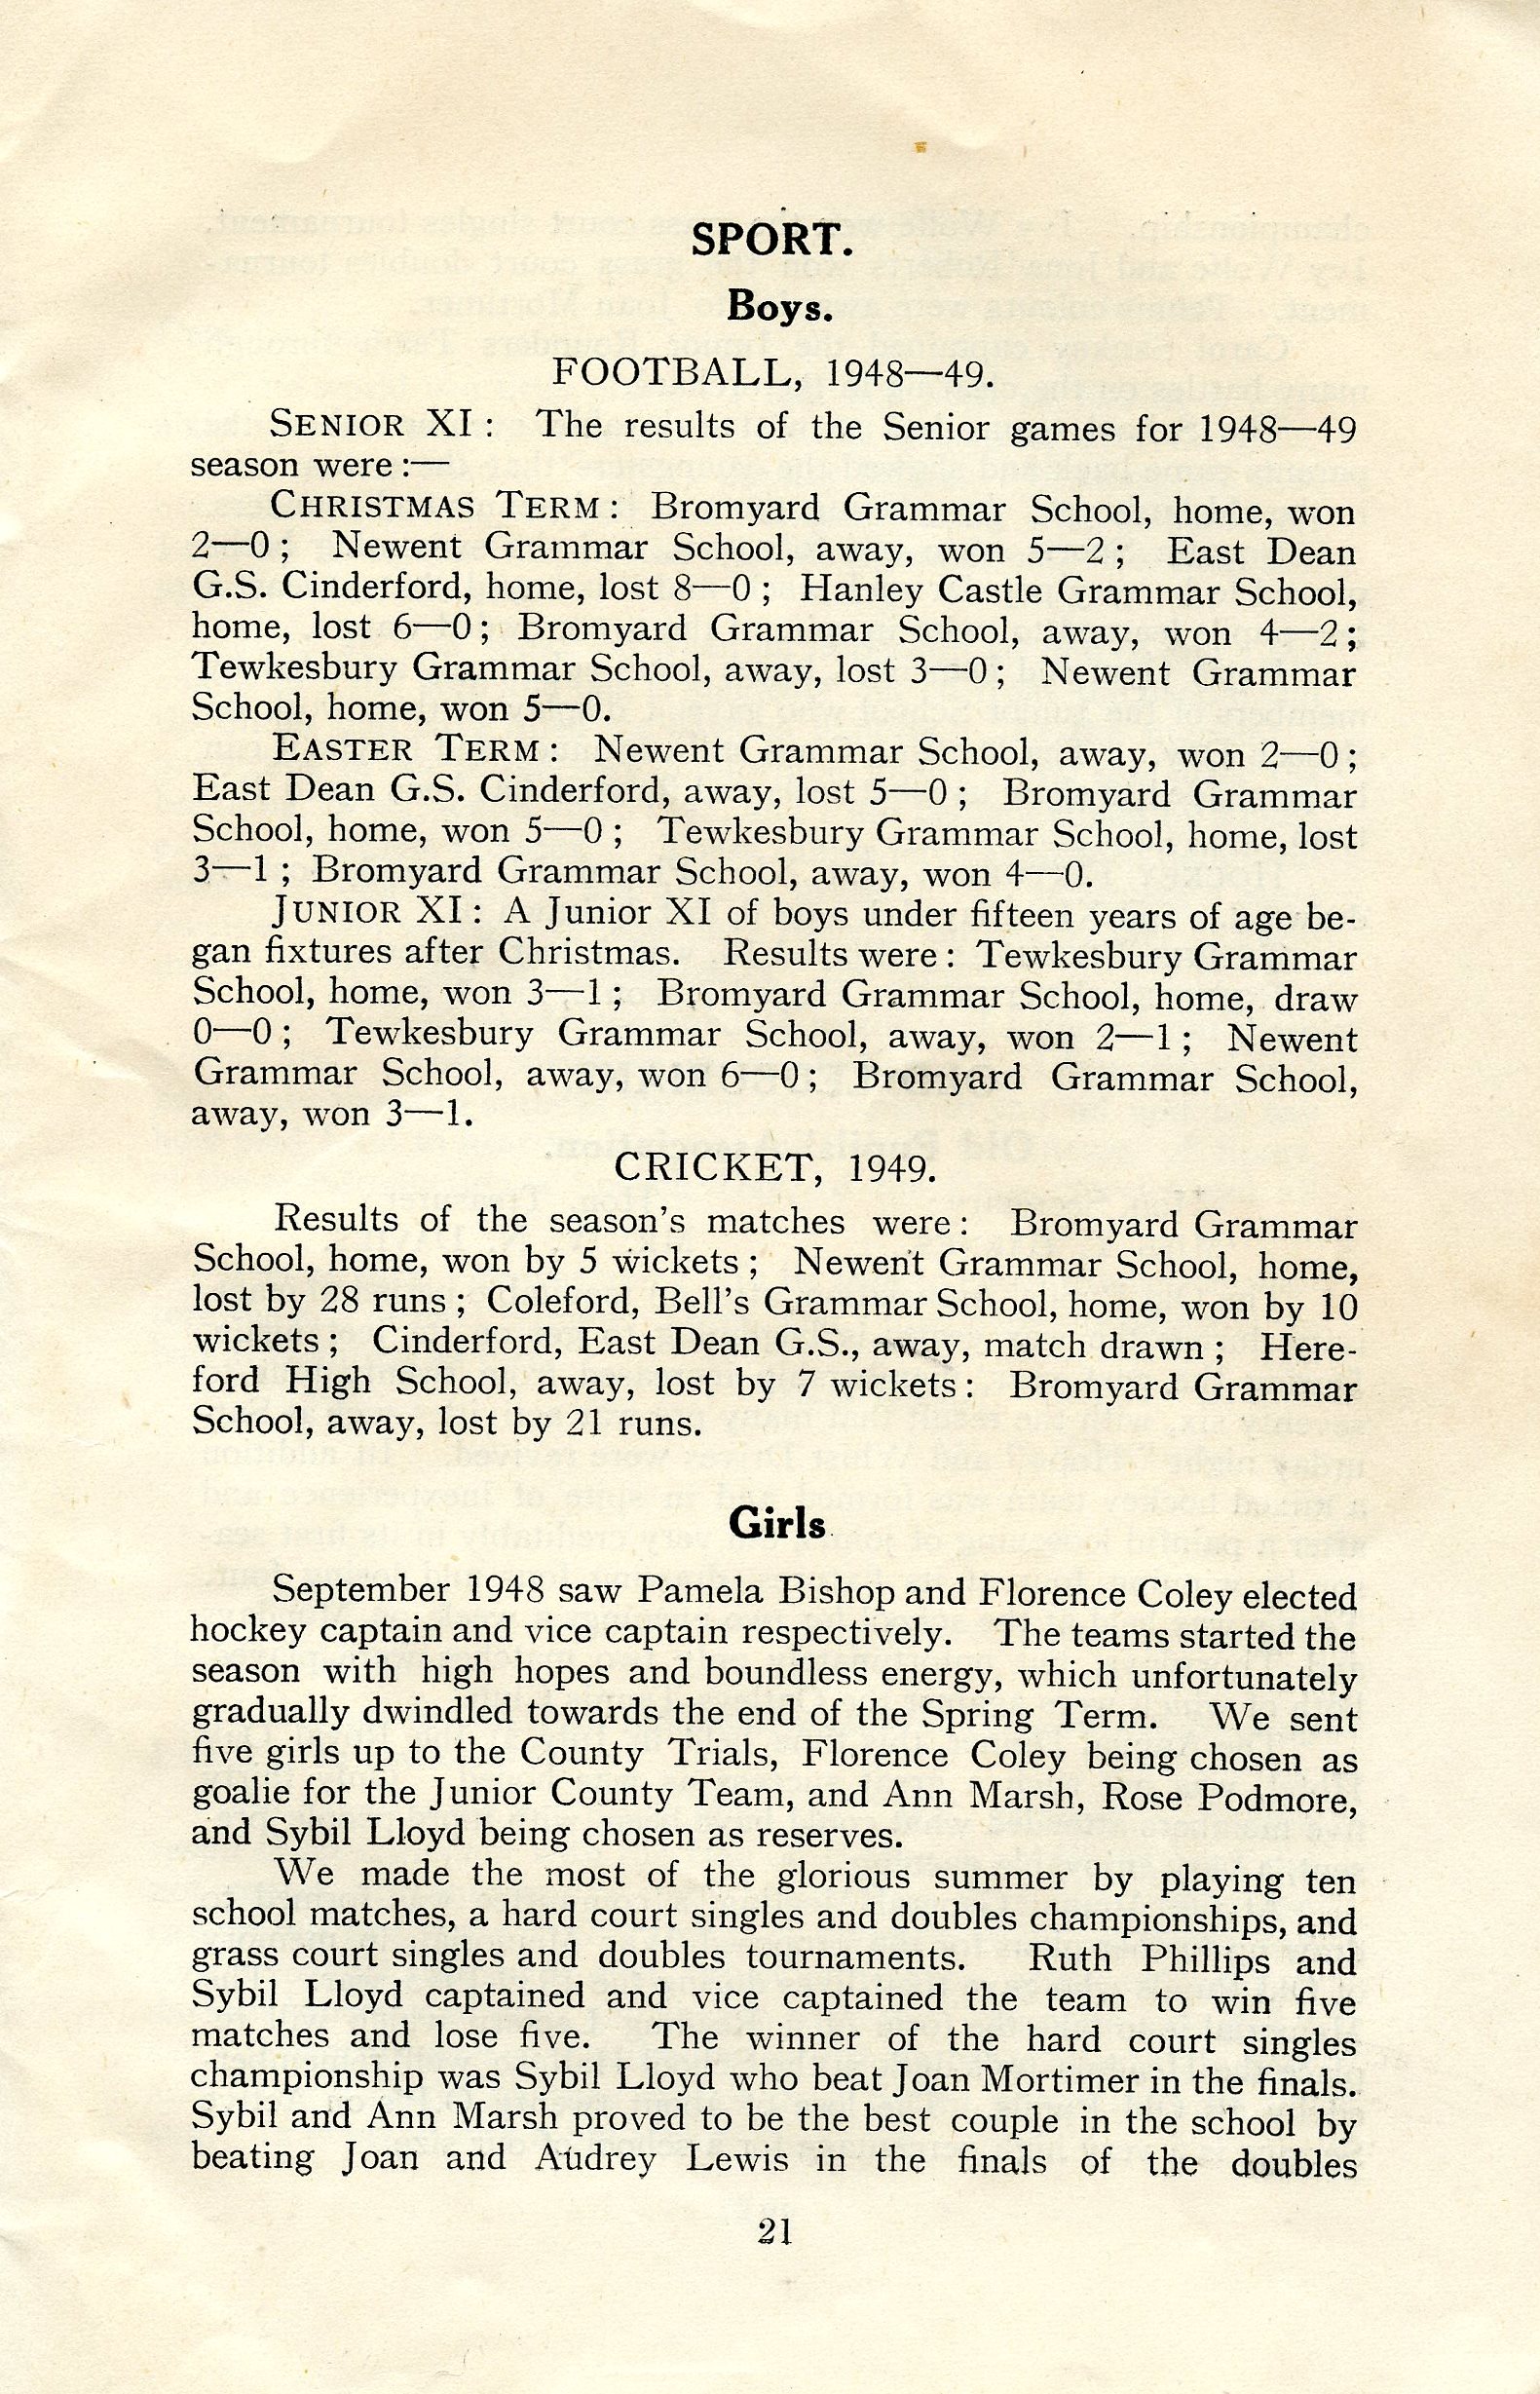 SPORT.
Boys.
FOOTBALL, 1948—49.
SENIOR XI: The results of the Senior games for 1948—49
season were:—
CHRISTMAS TERM: Bromyard Grammar School, home, won
2—0; Newent Grammar School, away, won 5—2; East Dean
G.S. Cinderford, home, lost 8—0; Hanley Castle Grammar School,
home, lost 6—0; Bromyard Grammar School, away, won 4—2;
Tewkesbury Grammar School, away, lost 3—0; Newent Grammar
School, home, won 5—0.
EASTER TERM: Newent Grammar School, away, won 2—0;
East Dean G.S. Cinderford, away, lost 5—0; Bromyard Grammar
School, home, won 5—0; Tewkesbury Grammar School, home, lost
3—1; Bromyard Grammar School, away, won 4—0.
JUNIOR XI: A Junior XI of boys under fifteen years of age be-
gan fixtures after Christmas. Results were: Tewkesbury Grammar
School, home, won 3—1; Bromyard Grammar School, home, draw
0—0; Tewkesbury Grammar School, away, won 2—1; Newent
Grammar School, away, won 6—0; Bromyard Grammar School,
away, won 3—1.
CRICKET, 1949.
Results of the season's matches were: Bromyard Grammar
School, home, won by 5 wickets; Newent Grammar School, home,
lost by 28 runs; Coleford, Bell's Grammar School, home, won by 10
wickets; Cinderford, East Dean G.S., away, match drawn; Here-
ford High School, away, lost by 7 wickets: Bromyard Grammar
School, away, lost by 21 runs.
Girls
September 1948 saw Pamela Bishop and Florence Coley elected
hockey captain and vice captain respectively. The teams started the
season with high hopes and boundless energy, which unfortunately
gradually dwindled towards the end of the Spring Term. We sent
five girls up to the County Trials, Florence Coley being chosen as
goalie for the Junior County Team, and Ann Marsh, Rose Podmore,
and Sybil Lloyd being chosen as reserves.
We made the most of the glorious summer by playing ten
school matches, a hard court singles and doubles championships, and
grass court singles and doubles tournaments. Ruth Phillips and
Sybil Lloyd captained and vice captained the team to win five
matches and lose five. The winner of the hard court singles
championship was Sybil Lloyd who beat Joan Mortimer in the finals.
Sybil and Ann Marsh proved to be the best couple in the school by
beating Joan and Audrey Lewis in the finals of the doubles
21